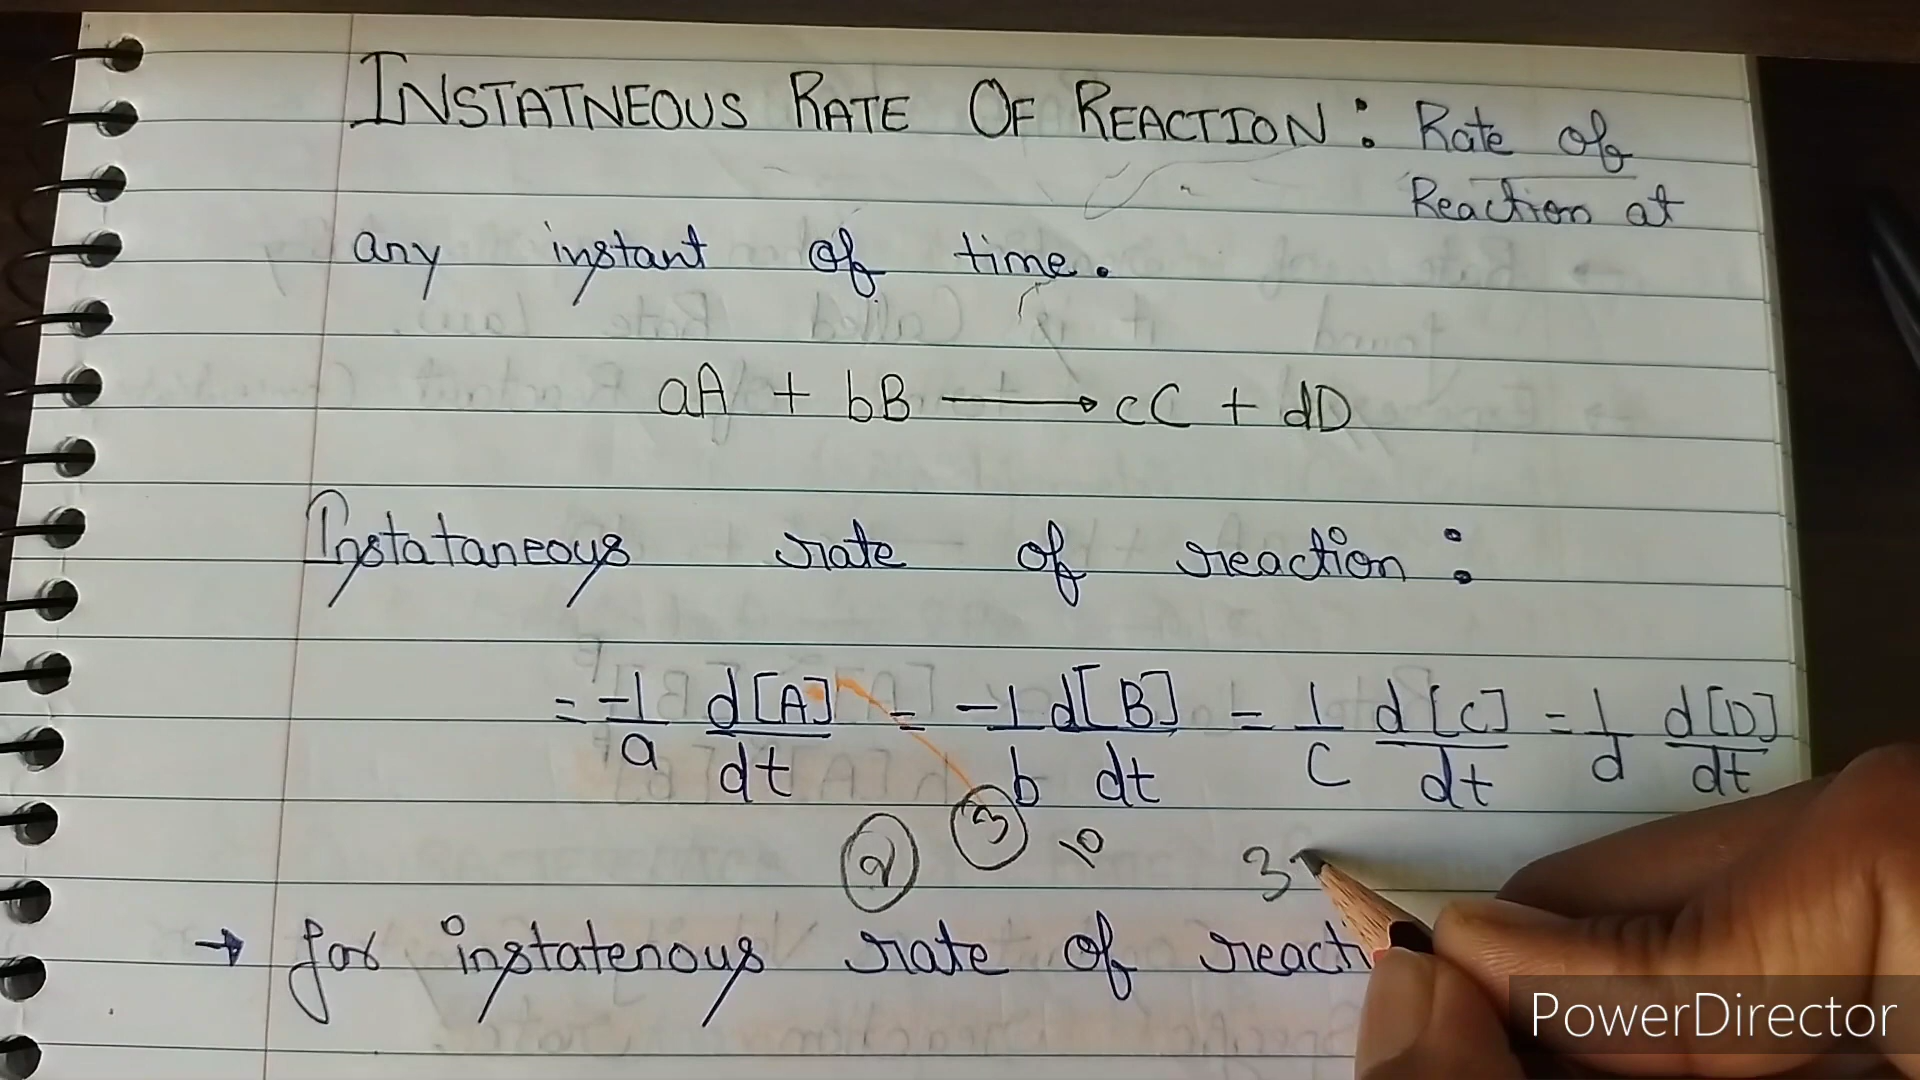 INSTATNEOUS RATE OF REACTION : Rate of
Reaction at
any instant of time.
aA + bB → cC + dD
Instataneous rate of reaction :
= -1/a d[A]/dt = -1/b d[B]/dt = 1/C d[C]/dt = 1/d d[D]/dt
2 3 10 3
→ for instatenous rate of reacti
PowerDirector